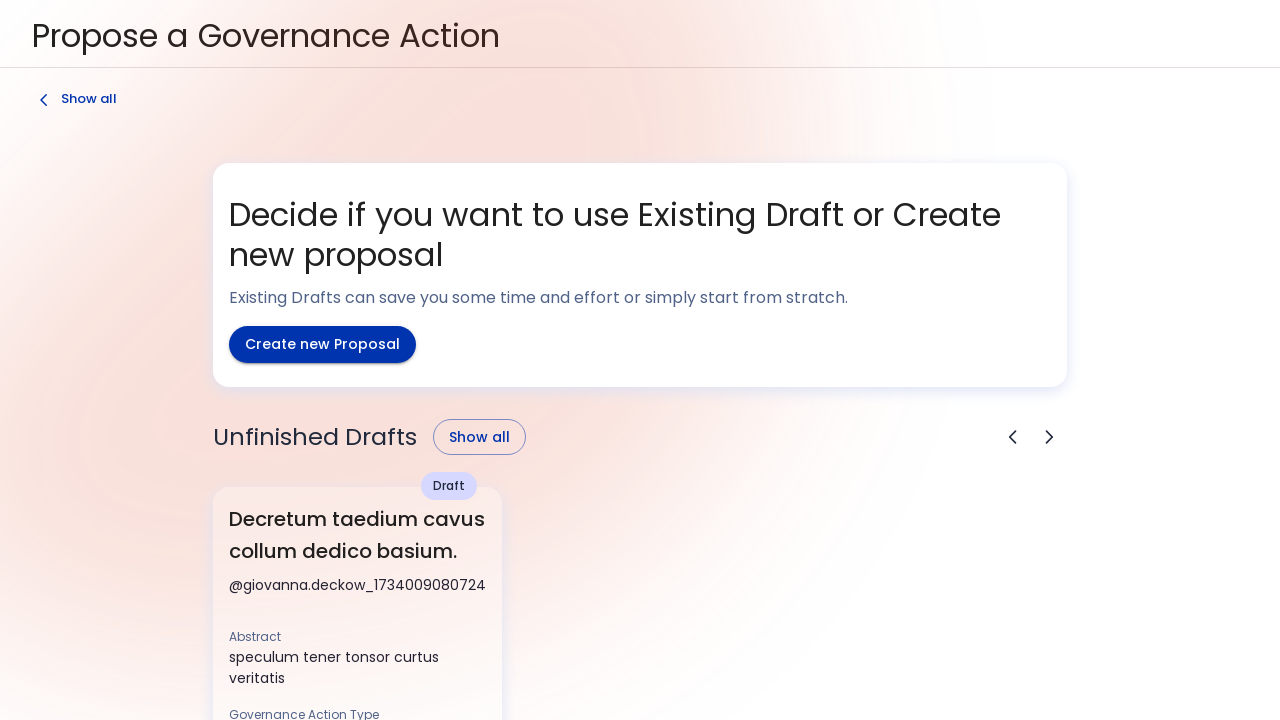 Propose a Governance Action
Show all
Decide if you want to use Existing Draft or Create
new proposal
Existing Drafts can save you some time and effort or simply start from stratch.
Create new Proposal
Unfinished Drafts
Show all
Draft
Decretum taedium cavus
collum dedico basium.
@giovanna.deckow_1734009080724
Abstract
speculum tener tonsor curtus
veritatis
Governance Action Type